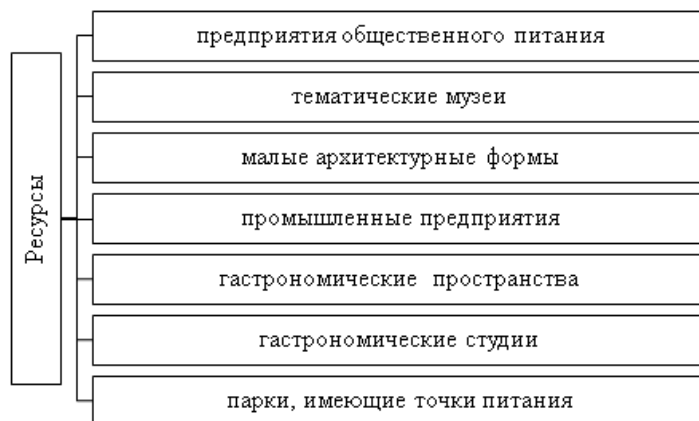 Ресурсы
предприятия общественного питания
тематические музеи
малые архитектурные формы
промышленные предприятия
гастрономические пространства
гастрономические студии
парки, имеющие точки питания